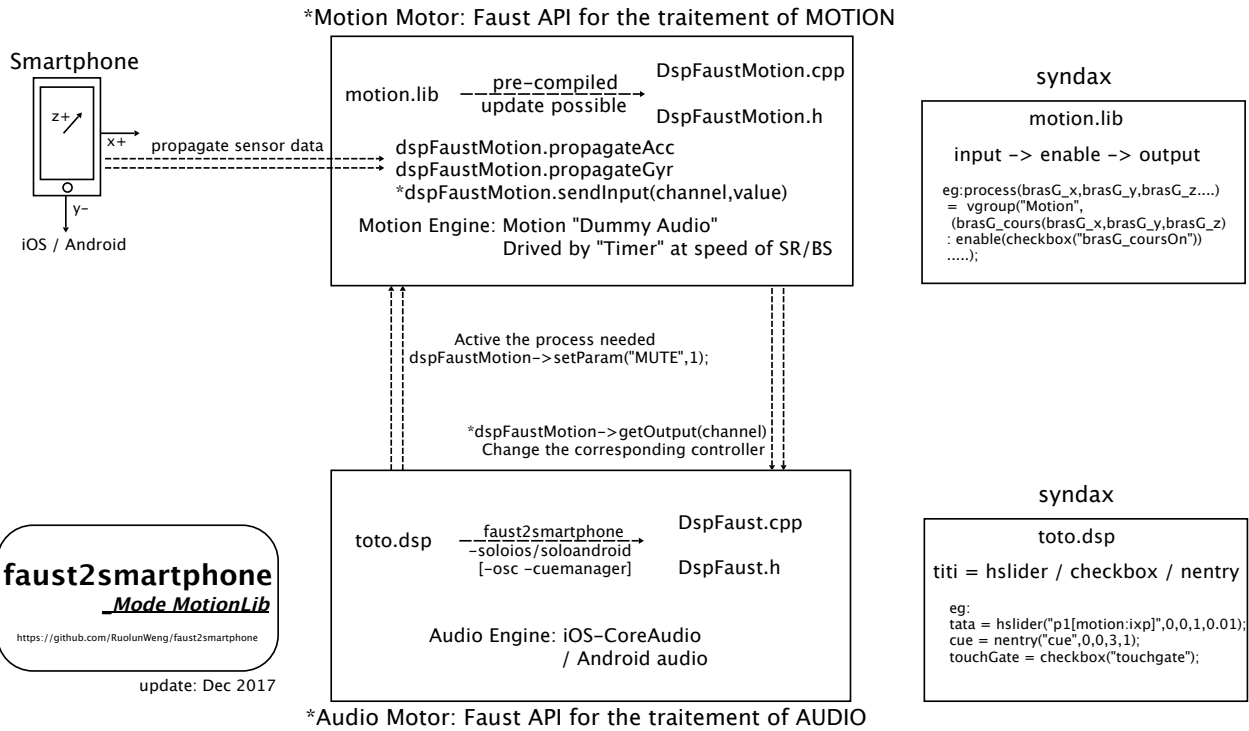 *Motion Motor: Faust API for the traitement of MOTION
Smartphone
z+
x+
y-
iOS / Android
propagate sensor data
motion.lib
pre-compiled
update possible
DspFaustMotion.cpp
DspFaustMotion.h
dspFaustMotion.propagateAcc
dspFaustMotion.propagateGyr
*dspFaustMotion.sendInput(channel,value)
Motion Engine: Motion "Dummy Audio"
Drived by "Timer" at speed of SR/BS
syndax
motion.lib
input -> enable -> output
eg:process(brasG_x,brasG_y,brasG_z....)
= vgroup("Motion",
(brasG_cours(brasG_x,brasG_y,brasG_z)
: enable(checkbox("brasG_coursOn"))
.....);
Active the process needed
dspFaustMotion->setParam("MUTE",1);
*dspFaustMotion->getOutput(channel)
Change the corresponding controller
toto.dsp
faust2smartphone
-soloios/soloandroid
[-osc -cuemanager]
DspFaust.cpp
DspFaust.h
Audio Engine: iOS-CoreAudio
/ Android audio
*Audio Motor: Faust API for the traitement of AUDIO
faust2smartphone
_Mode MotionLib
https://github.com/RuolunWeng/faust2smartphone
update: Dec 2017
syndax
toto.dsp
titi = hslider / checkbox / nentry
eg:
tata = hslider("p1[motion:ixp]",0,0,1,0.01);
cue = nentry("cue",0,0,3,1);
touchGate = checkbox("touchgate");